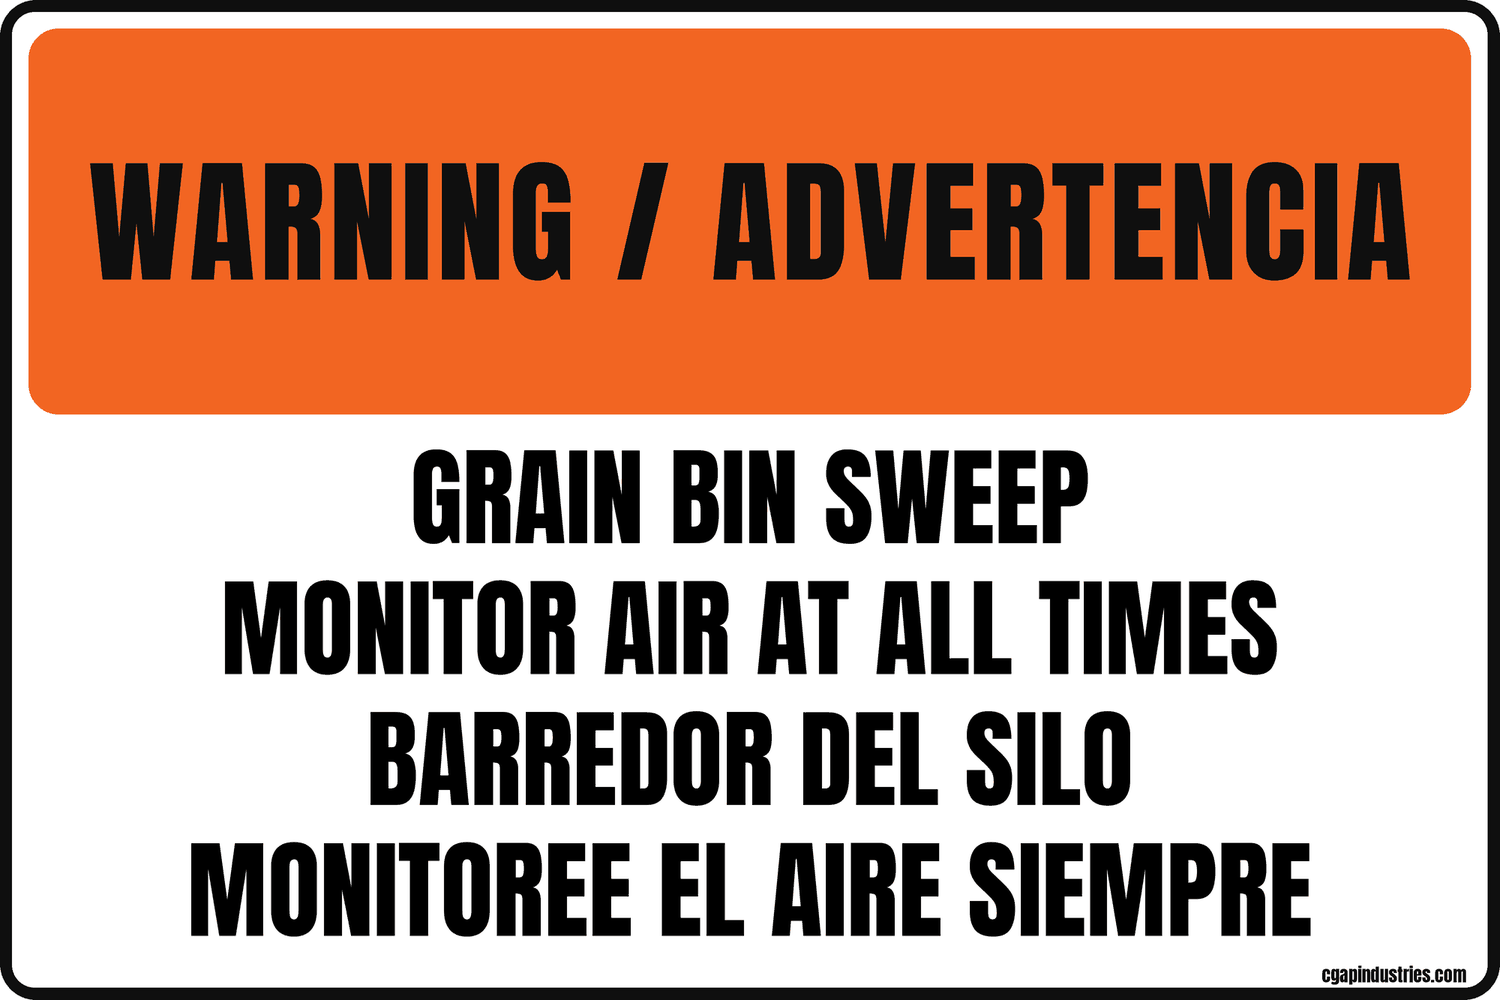 WARNING / ADVERTENCIA
GRAIN BIN SWEEP
MONITOR AIR AT ALL TIMES
BARREDOR DEL SILO
MONITOREE EL AIRE SIEMPRE
cgapindustries.com